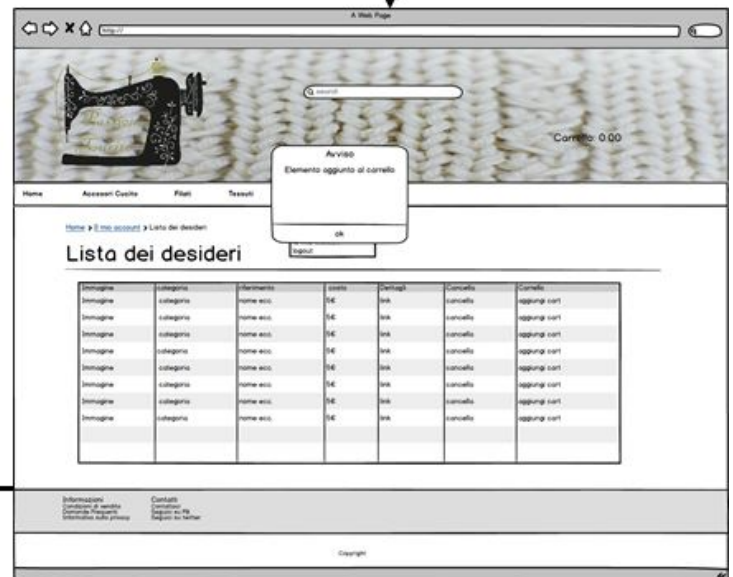 A Web Page
http://
search
Carrello 0.00
Avviso
Elemento aggiunto al carrello
ok
Home Accessori Cucito Filati Tessuti
logout
Home > Il mio account > Lista dei desideri
Lista dei desideri
Immagine categoria riferimento costo Dettagli Cancella Carrello
Immagine categoria nome ecc. 5€ link cancella aggiungi cart
Immagine categoria nome ecc. 5€ link cancella aggiungi cart
Immagine categoria nome ecc. 5€ link cancella aggiungi cart
Immagine categoria nome ecc. 5€ link cancella aggiungi cart
Immagine categoria nome ecc. 5€ link cancella aggiungi cart
Immagine categoria nome ecc. 5€ link cancella aggiungi cart
Immagine categoria nome ecc. 5€ link cancella aggiungi cart
Immagine categoria nome ecc. 5€ link cancella aggiungi cart
Informazioni Contatti
Condizioni di vendita Contattaci
Domande Frequenti Seguici su FB
Informativa sulla privacy Seguici su twitter
Copyright